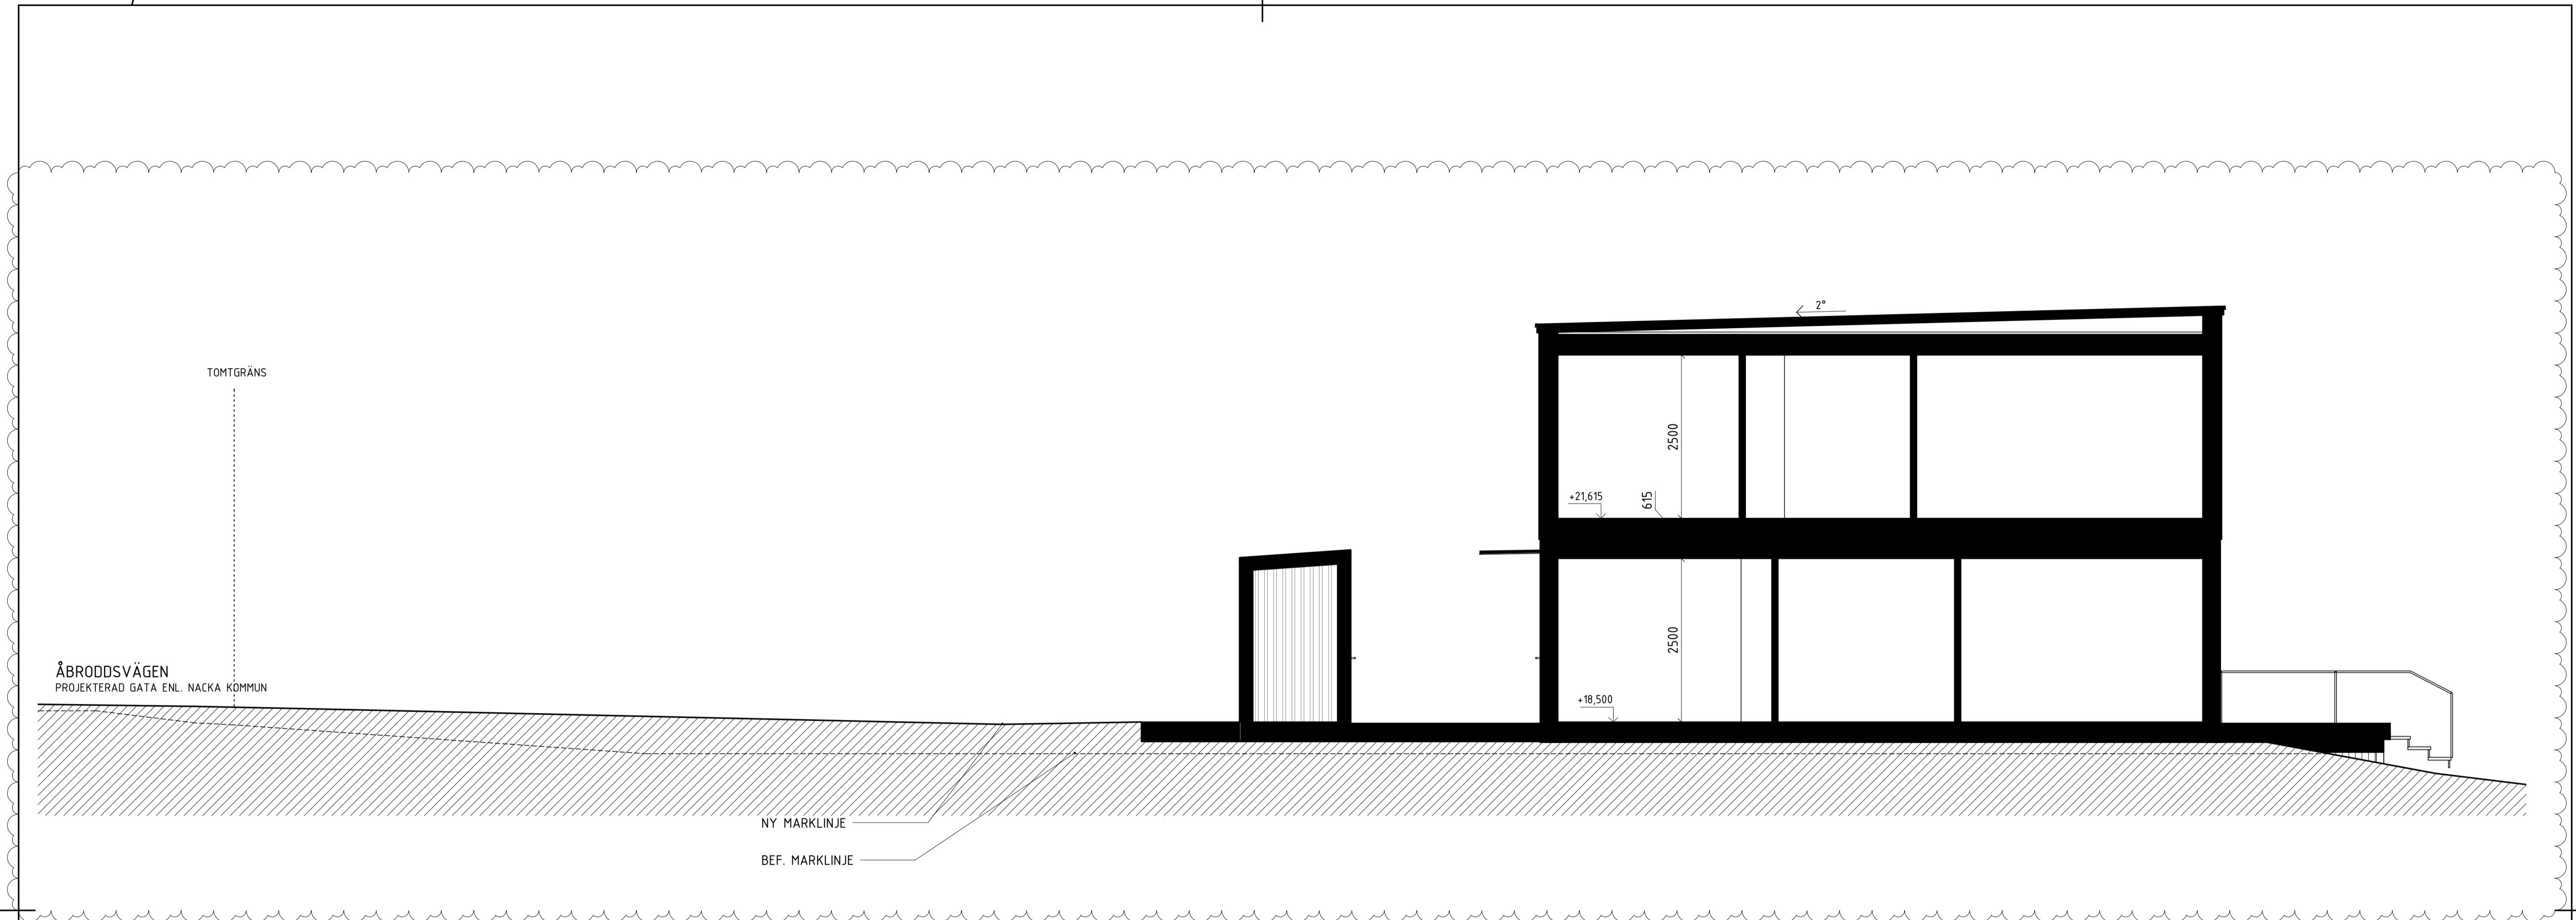 2°
TOMTGRÄNS
2500
+21,615
615
ÅBRODDSVÄGEN
PROJEKTERAD GATA ENL. NACKA KOMMUN
2500
+18,500
NY MARKLINJE
BEF. MARKLINJE